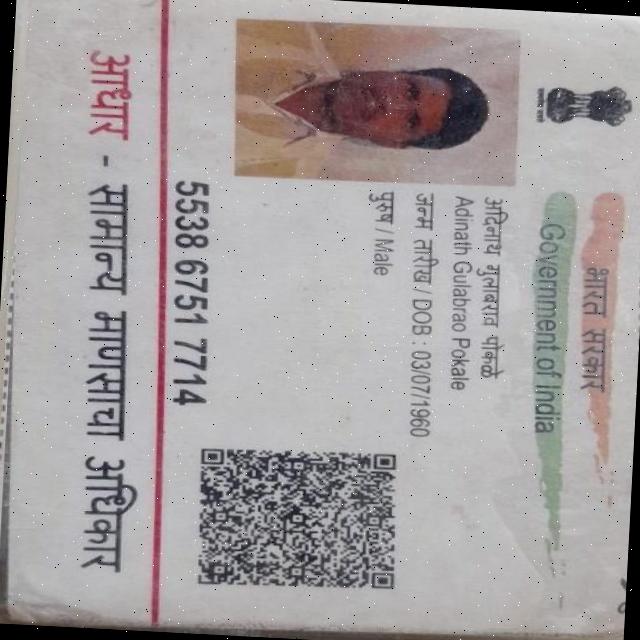 भारत सरकार
Government of India
अदिनाथ गुलाबराव पोकळे
Adinath Gulabrao Pokale
जन्म तारीख / DOB : 03/07/1960
पुरुष / Male
5538 6751 7714
आधार - सामान्य माणसाचा अधिकार